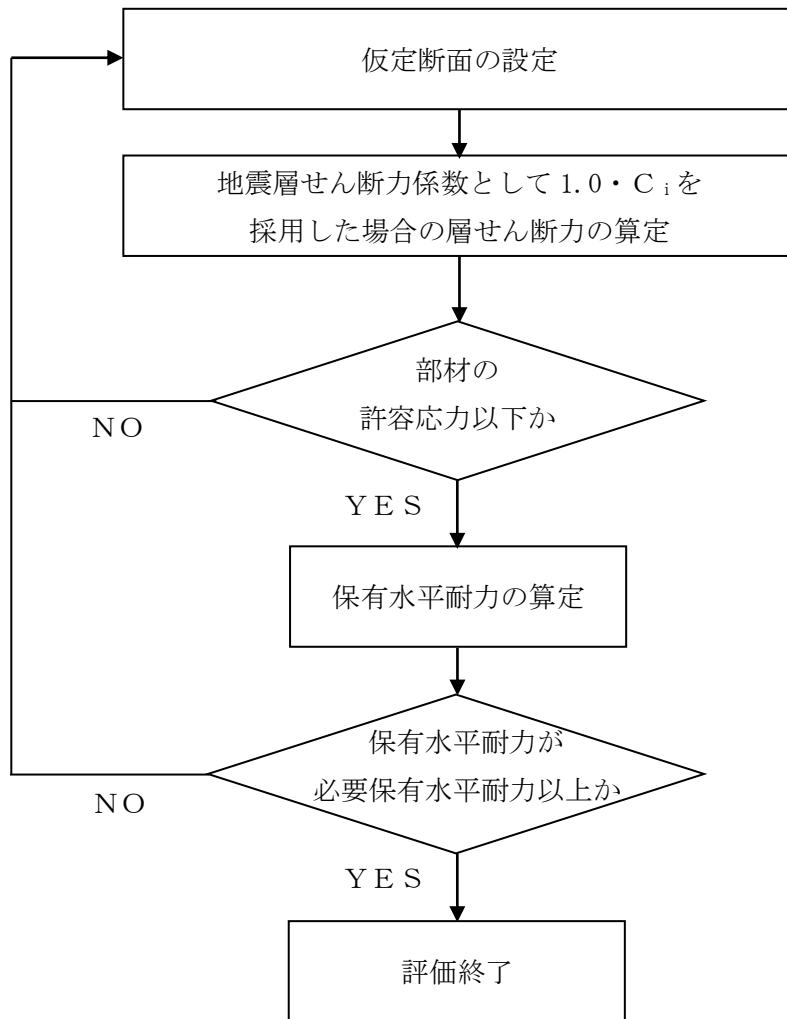 仮定断面の設定
地震層せん断力係数として 1.0・Ｃｉを
採用した場合の層せん断力の算定
部材の
許容応力以下か
ＮＯ
ＹＥＳ
保有水平耐力の算定
保有水平耐力が
必要保有水平耐力以上か
ＮＯ
ＹＥＳ
評価終了